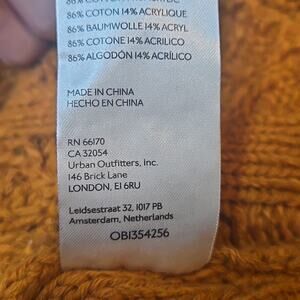 86% COTON 14% ACRYLIQUE
86% BAUMWOLLE 14% ACRYL
86% COTONE 14% ACRILICO
86% ALGODÓN 14% ACRÍLICO
MADE IN CHINA
HECHO EN CHINA
RN 66170
CA 32054
Urban Outfitters, Inc.
146 Brick Lane
LONDON, E1 6RU
Leidsestraat 32, 1017 PB
Amsterdam, Netherlands
OB1354256